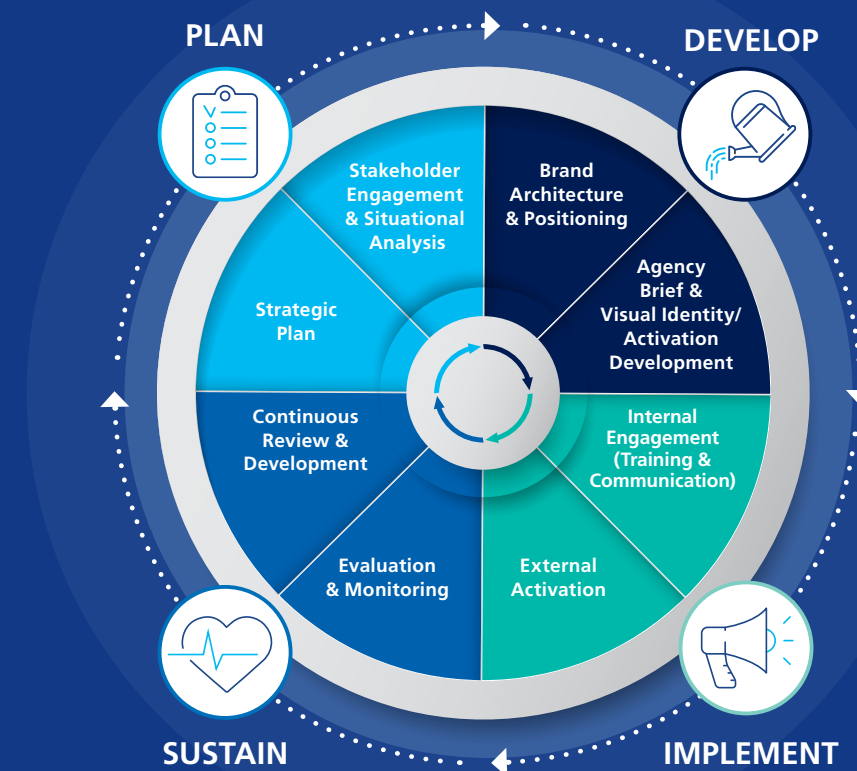 PLAN
DEVELOP
Stakeholder
Engagement
& Situational
Analysis
Brand
Architecture
& Positioning
Strategic
Plan
Agency
Brief &
Visual Identity/
Activation
Development
Continuous
Review &
Development
Internal
Engagement
(Training &
Communication)
Evaluation
& Monitoring
External
Activation
SUSTAIN
IMPLEMENT